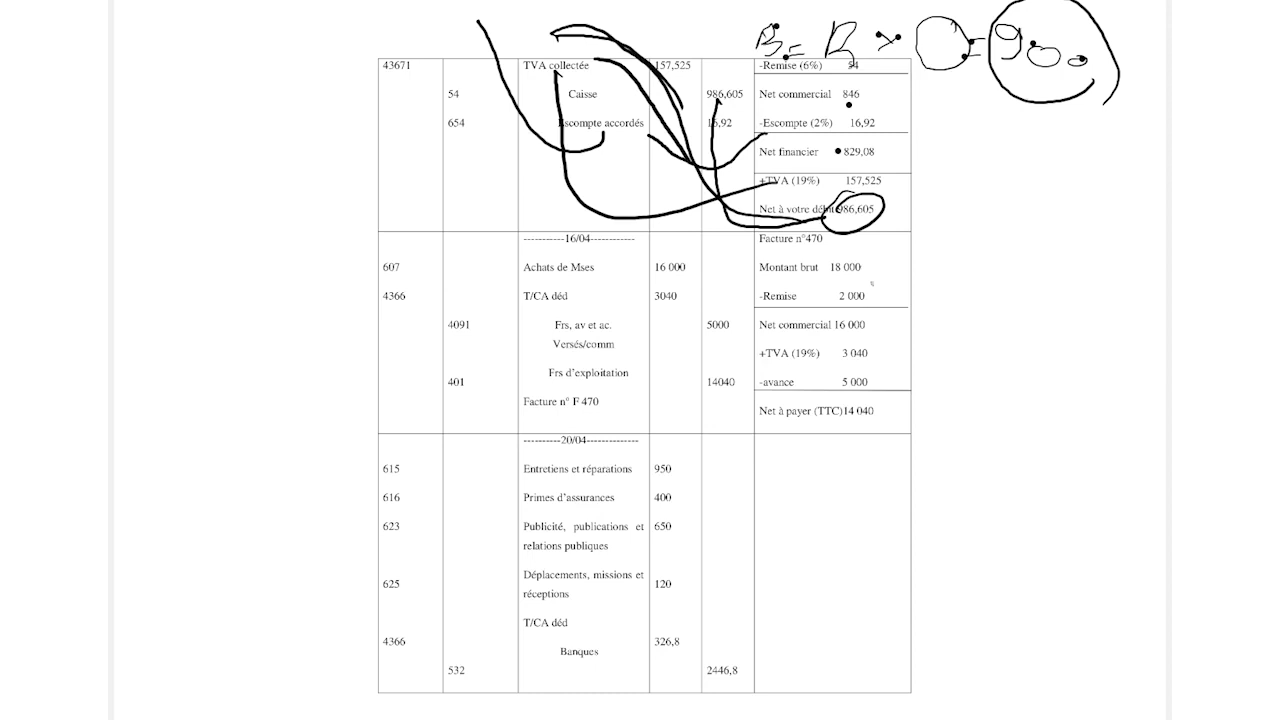 B = R x 0 = 900
43671 TVA collectée 157,525 -Remise (6%) 54
54 Caisse 986,605 Net commercial 846
654 Escompte accordés 16,92 -Escompte (2%) 16,92
Net financier 829,08
+TVA (19%) 157,525
Net à votre débit 986,605
-----------16/04------------ Facture n°470
607 Achats de Mses 16 000 Montant brut 18 000
4366 T/CA déd 3040 -Remise 2 000
4091 Frs, av et ac. 5000 Net commercial 16 000
Versés/comm
+TVA (19%) 3 040
401 Frs d’exploitation 14040 -avance 5 000
Facture n° F 470
Net à payer (TTC)14 040
----------20/04--------------
615 Entretiens et réparations 950
616 Primes d’assurances 400
623 Publicité, publications et 650
relations publiques
625 Déplacements, missions et 120
réceptions
T/CA déd
4366 326,8
Banques
532 2446,8